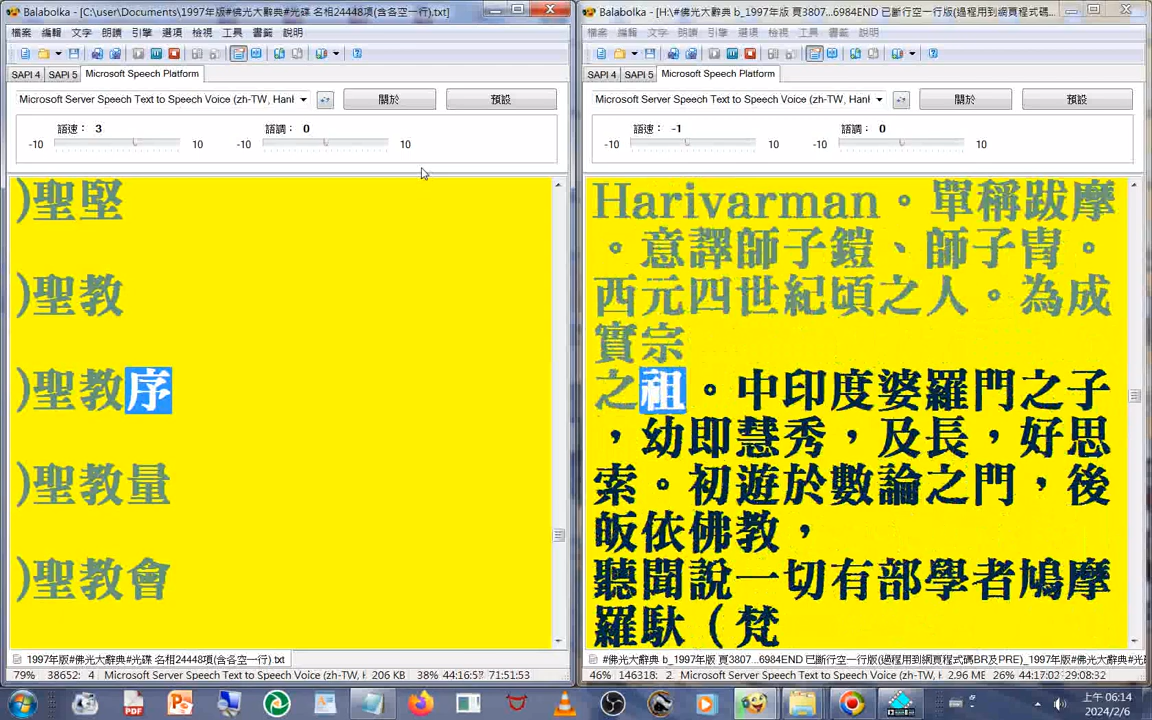 Balabolka - [C:\user\Documents\1997年版#佛光大辭典#光碟 名相24448項(含各空一行).txt]
檔案 編輯 文字 朗讀 引擎 選項 檢視 工具 書籤 說明
SAPI 4 SAPI 5 Microsoft Speech Platform
Microsoft Server Speech Text to Speech Voice (zh-TW, Hanl
關於
預設
語速： 3
語調： 0
-10 10 -10 10
)聖堅
)聖教
)聖教序
)聖教量
)聖教會
1997年版#佛光大辭典#光碟 名相24448項(含各空一行).txt
79% 38652: 4 Microsoft Server Speech Text to Speech Voice (zh-TW, H 206 KB 38% 44:16:57 71:51:53
Balabolka - [H:\#佛光大辭典 b_1997年版 頁3807...6984END 已斷行空一行版(過程用到網頁程式碼
檔案 編輯 文字 朗讀 引擎 選項 檢視 工具 書籤 說明
SAPI 4 SAPI 5 Microsoft Speech Platform
Microsoft Server Speech Text to Speech Voice (zh-TW, Hanl
關於
預設
語速： -1
語調： 0
-10 10 -10 10
Harivarman。單稱跋摩
。意譯師子鎧、師子冑。
西元四世紀頃之人。為成
實宗
之祖。中印度婆羅門之子
，幼即慧秀，及長，好思
索。初遊於數論之門，後
皈依佛教，
聽聞說一切有部學者鳩摩
羅馱（梵
#佛光大辭典 b_1997年版 頁3807...6984END 已斷行空一行版(過程用到網頁程式碼BR及PRE)_1997年版#光
46% 146318: 2 Microsoft Server Speech Text to Speech Voice (zh-TW, H 2.96 ME 26% 44:17:02 29:08:32
上午 06:14
2024/2/6